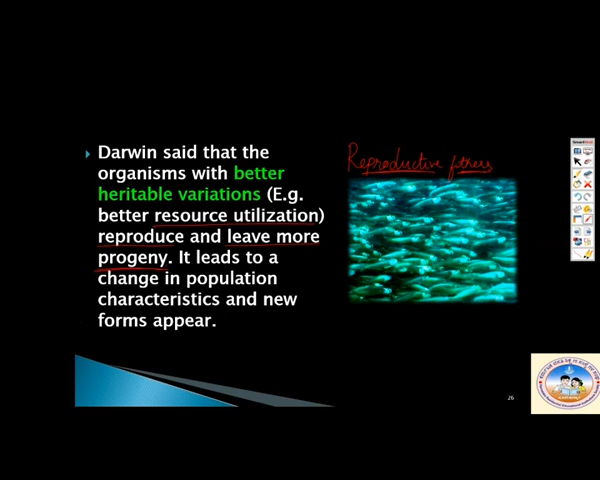 Darwin said that the
organisms with better
heritable variations (E.g.
better resource utilization)
reproduce and leave more
progeny. It leads to a
change in population
characteristics and new
forms appear.
Reproductive fitness
26